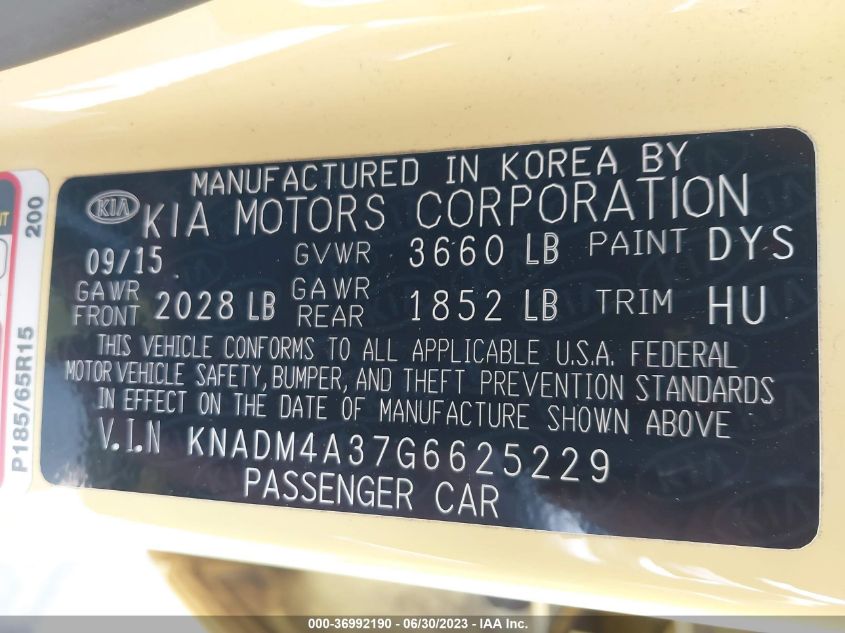 MANUFACTURED IN KOREA BY
KIA KIA MOTORS CORPORATION
09/15 GVWR 3660 LB PAINT DYS
GAWR FRONT 2028 LB GAWR REAR 1852 LB TRIM HU
THIS VEHICLE CONFORMS TO ALL APPLICABLE U.S.A. FEDERAL
MOTOR VEHICLE SAFETY, BUMPER, AND THEFT PREVENTION STANDARDS
IN EFFECT ON THE DATE OF MANUFACTURE SHOWN ABOVE
V.I.N KNADM4A37G6625229
PASSENGER CAR
200
P185/65R15
000-36992190 - 06/30/2023 - IAAI.com